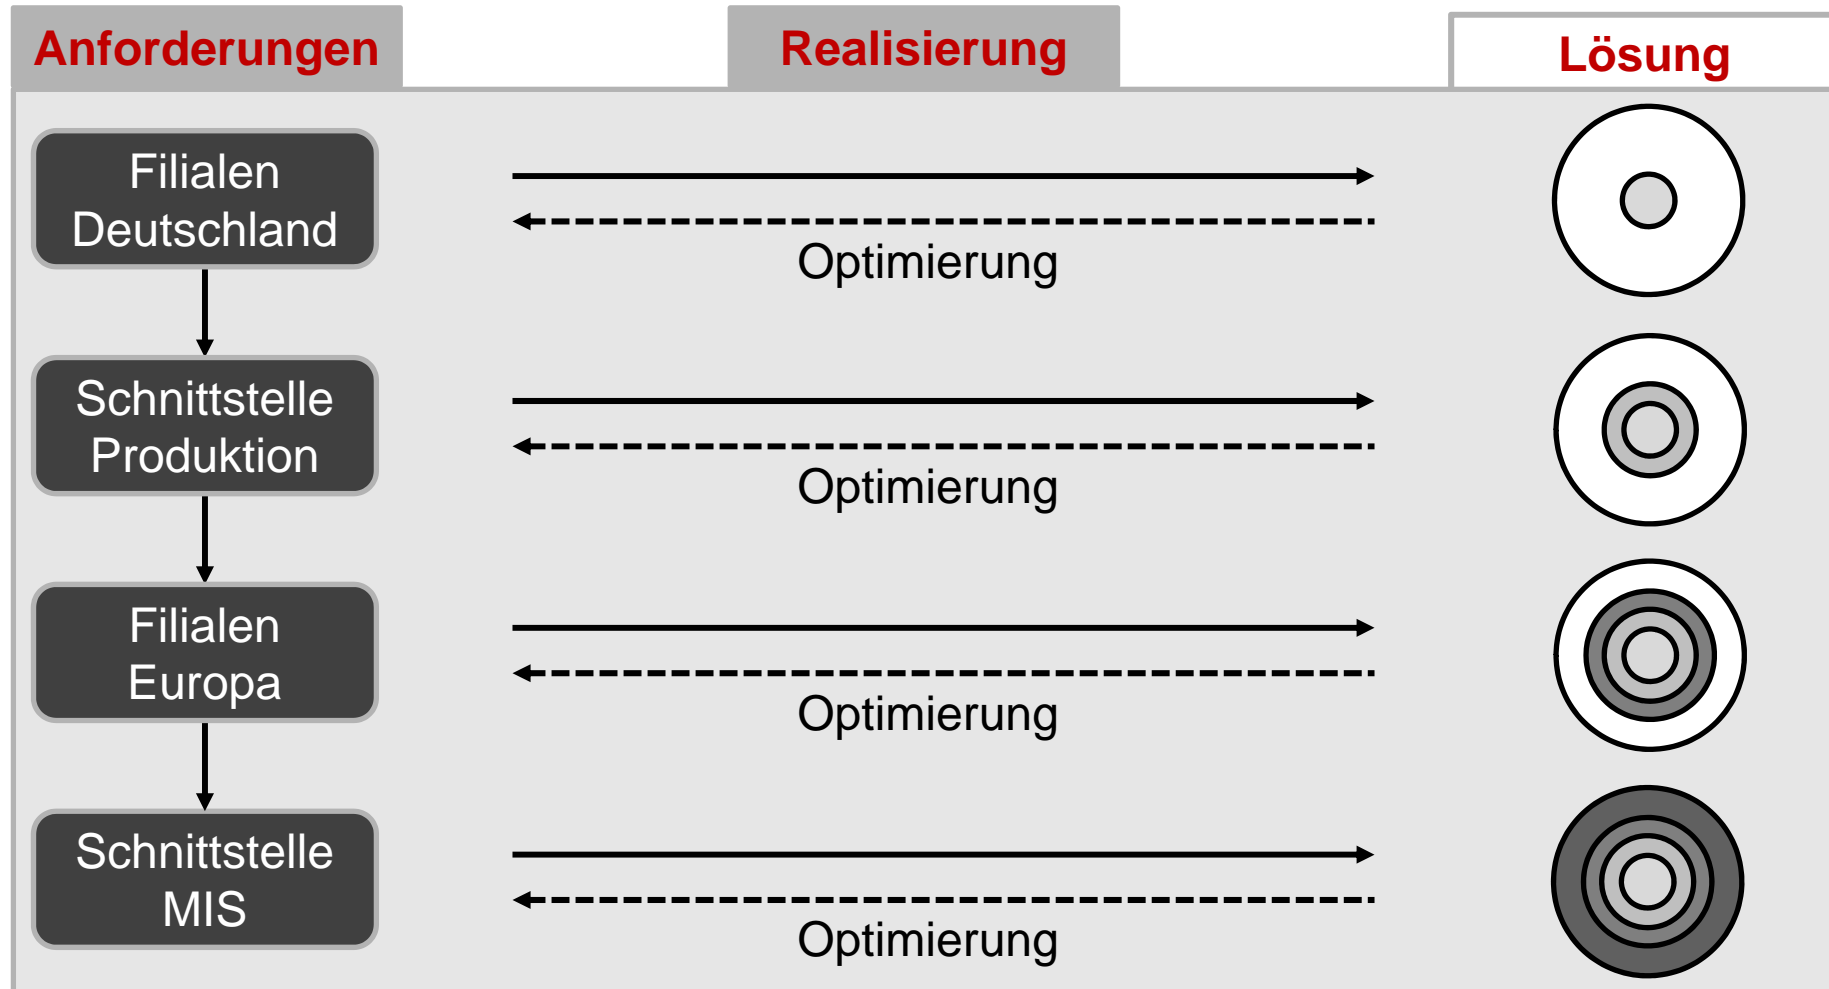 Anforderungen
Realisierung
Lösung
Filialen
Deutschland
Optimierung
Schnittstelle
Produktion
Optimierung
Filialen
Europa
Optimierung
Schnittstelle
MIS
Optimierung